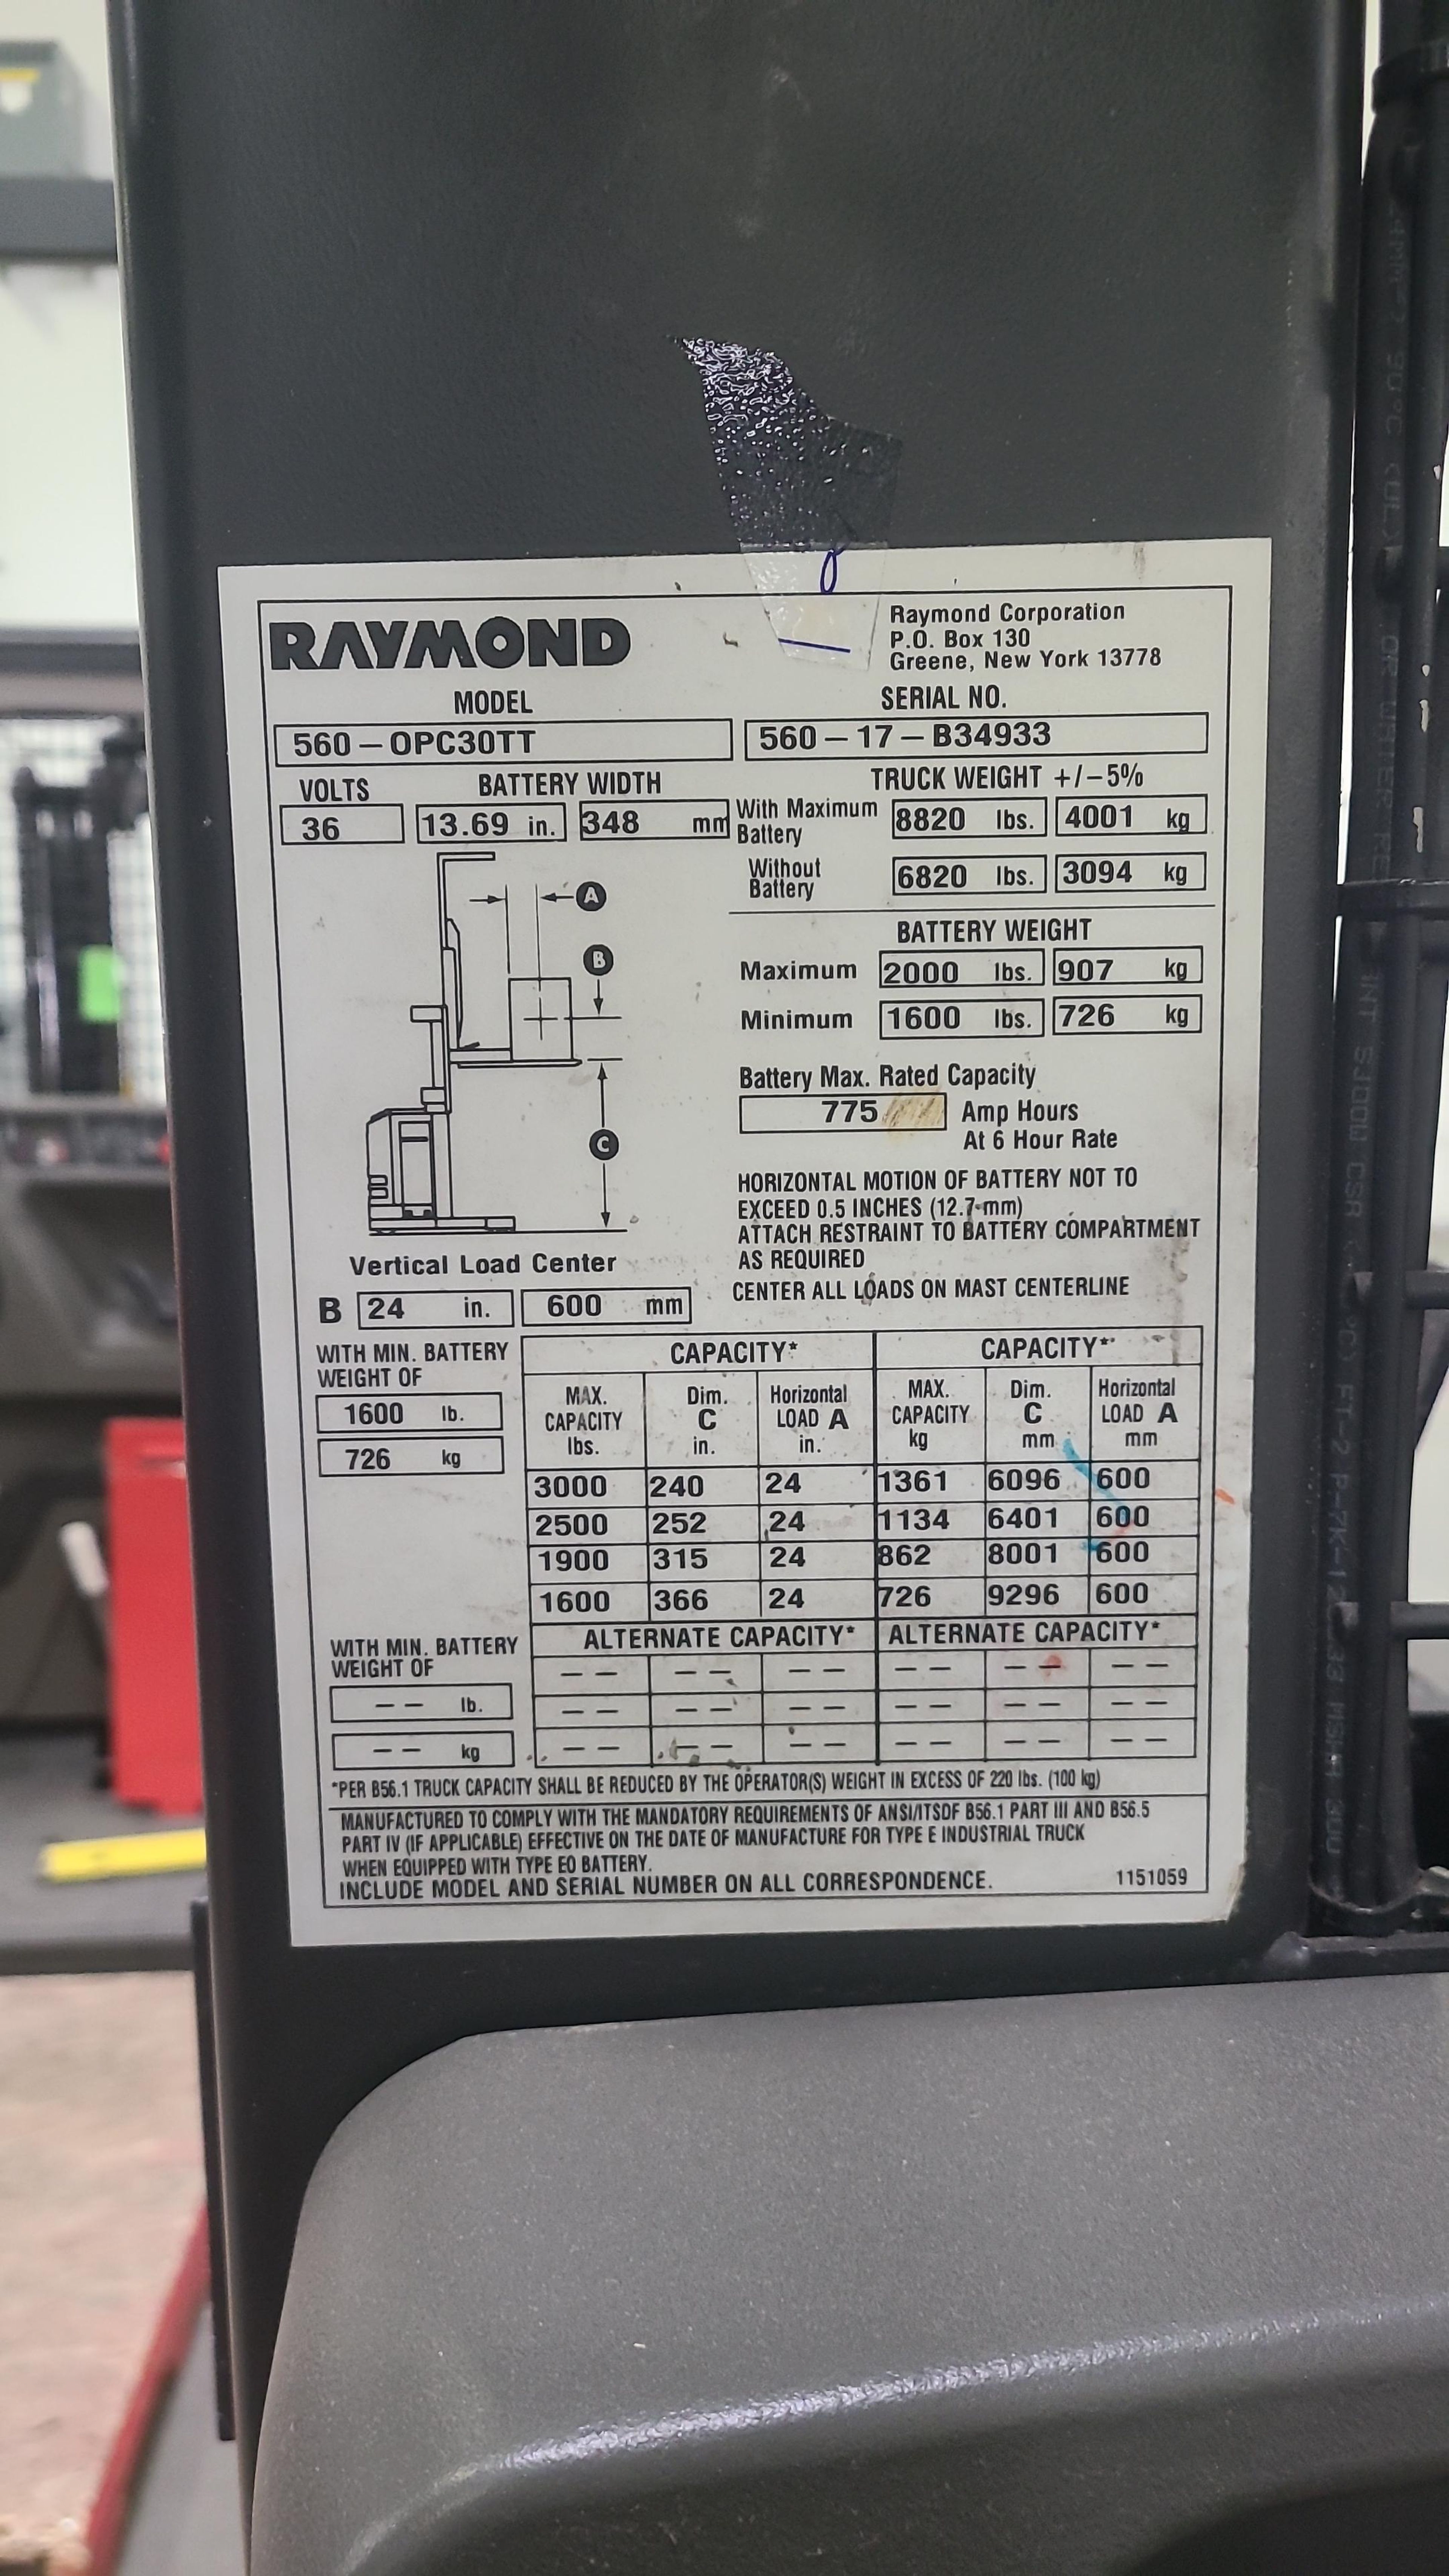 RAYMOND
Raymond Corporation
P.O. Box 130
Greene, New York 13778
MODEL
SERIAL NO.
560 – OPC30TT
560 – 17 – B34933
VOLTS
BATTERY WIDTH
TRUCK WEIGHT +/–5%
36
13.69 in.
348 mm
With Maximum
Battery
8820 lbs.
4001 kg
Without
Battery
6820 lbs.
3094 kg
A
B
C
BATTERY WEIGHT
Maximum
2000 lbs.
907 kg
Minimum
1600 lbs.
726 kg
Battery Max. Rated Capacity
775
Amp Hours
At 6 Hour Rate
HORIZONTAL MOTION OF BATTERY NOT TO
EXCEED 0.5 INCHES (12.7-mm)
ATTACH RESTRAINT TO BATTERY COMPARTMENT
AS REQUIRED
CENTER ALL LOADS ON MAST CENTERLINE
Vertical Load Center
B 24 in. 600 mm
WITH MIN. BATTERY
WEIGHT OF
1600 lb.
726 kg
CAPACITY* CAPACITY*
MAX. CAPACITY lbs. Dim. C in. Horizontal LOAD A in. MAX. CAPACITY kg Dim. C mm Horizontal LOAD A mm
3000 240 24 1361 6096 600
2500 252 24 1134 6401 600
1900 315 24 862 8001 600
1600 366 24 726 9296 600
WITH MIN. BATTERY
WEIGHT OF
– – lb.
– – kg
ALTERNATE CAPACITY* ALTERNATE CAPACITY*
– – – – – – – – – – – –
– – – – – – – – – – – –
– – – – – – – – – – – –
*PER B56.1 TRUCK CAPACITY SHALL BE REDUCED BY THE OPERATOR(S) WEIGHT IN EXCESS OF 220 lbs. (100 kg)
MANUFACTURED TO COMPLY WITH THE MANDATORY REQUIREMENTS OF ANSI/ITSDF B56.1 PART III AND B56.5
PART IV (IF APPLICABLE) EFFECTIVE ON THE DATE OF MANUFACTURE FOR TYPE E INDUSTRIAL TRUCK
WHEN EQUIPPED WITH TYPE EO BATTERY.
INCLUDE MODEL AND SERIAL NUMBER ON ALL CORRESPONDENCE.
1151059